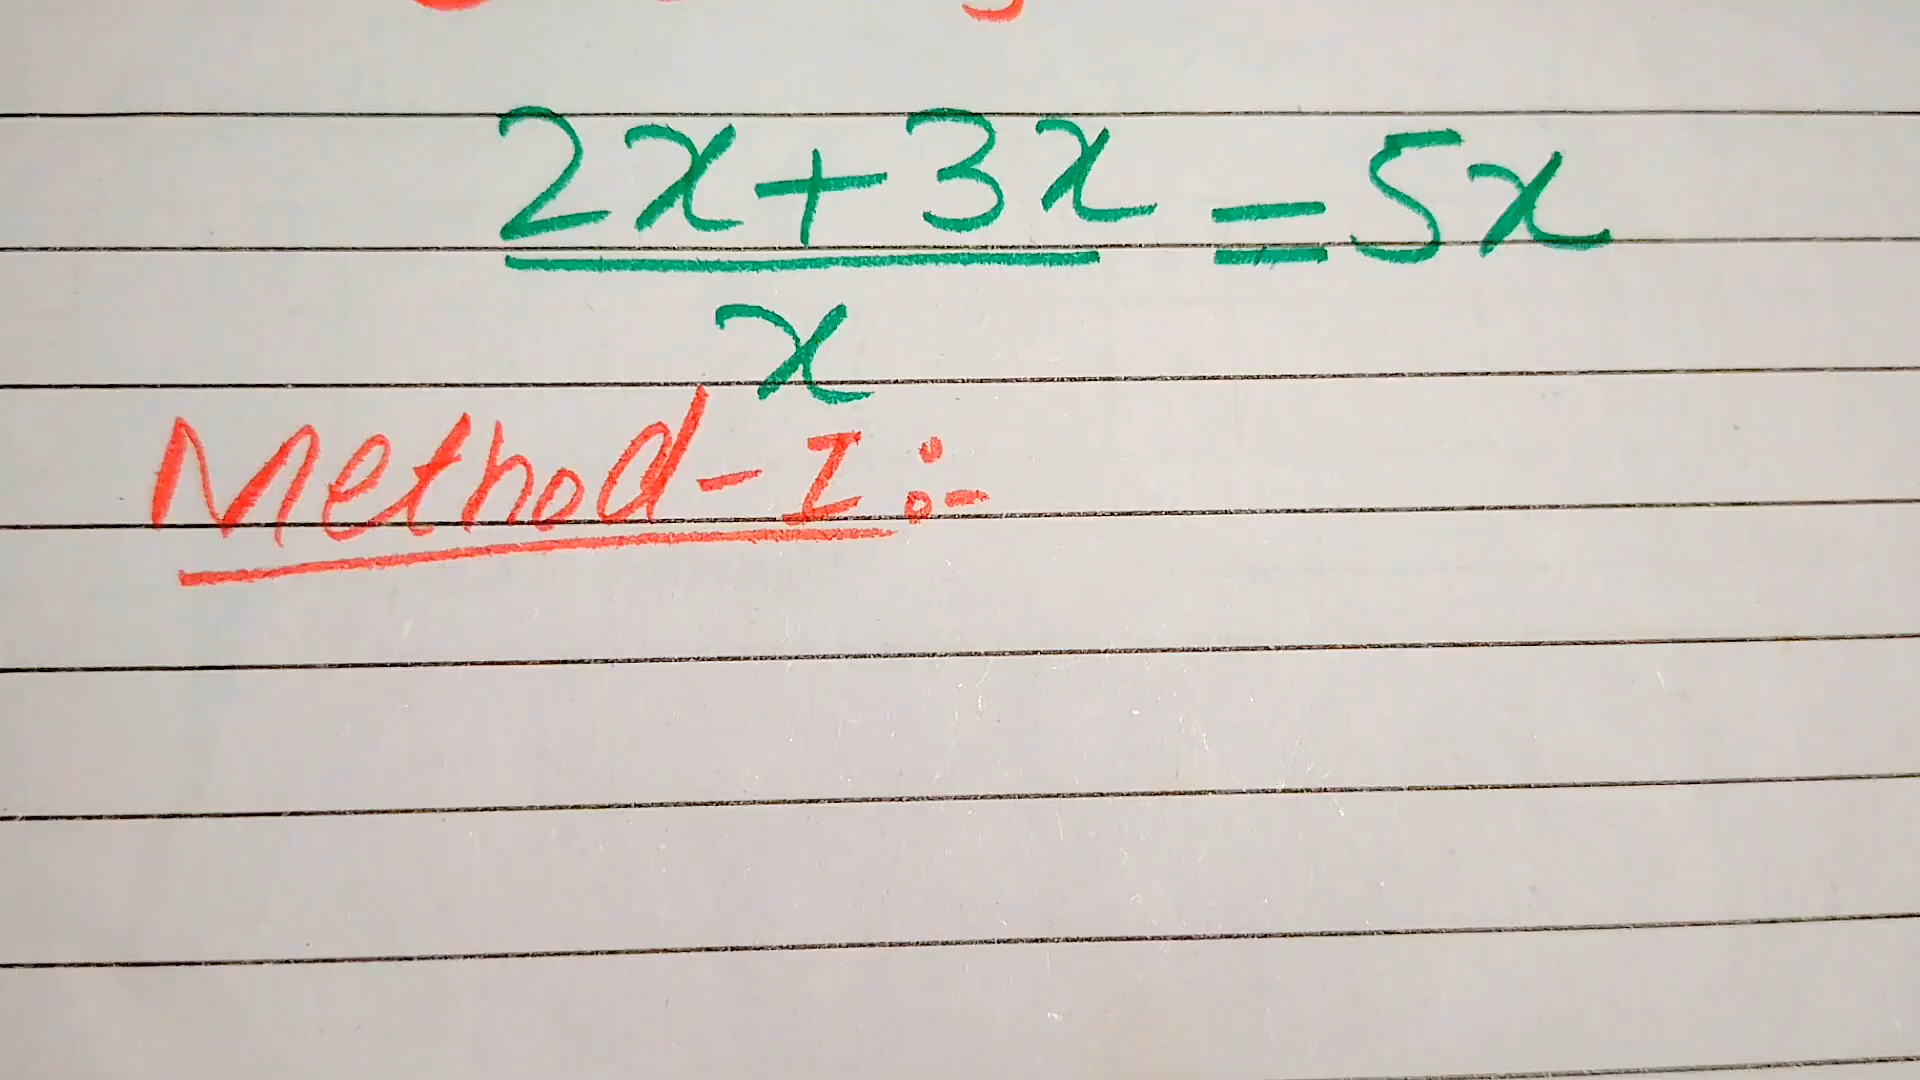 2x+3x = 5x
x
Method-I :-